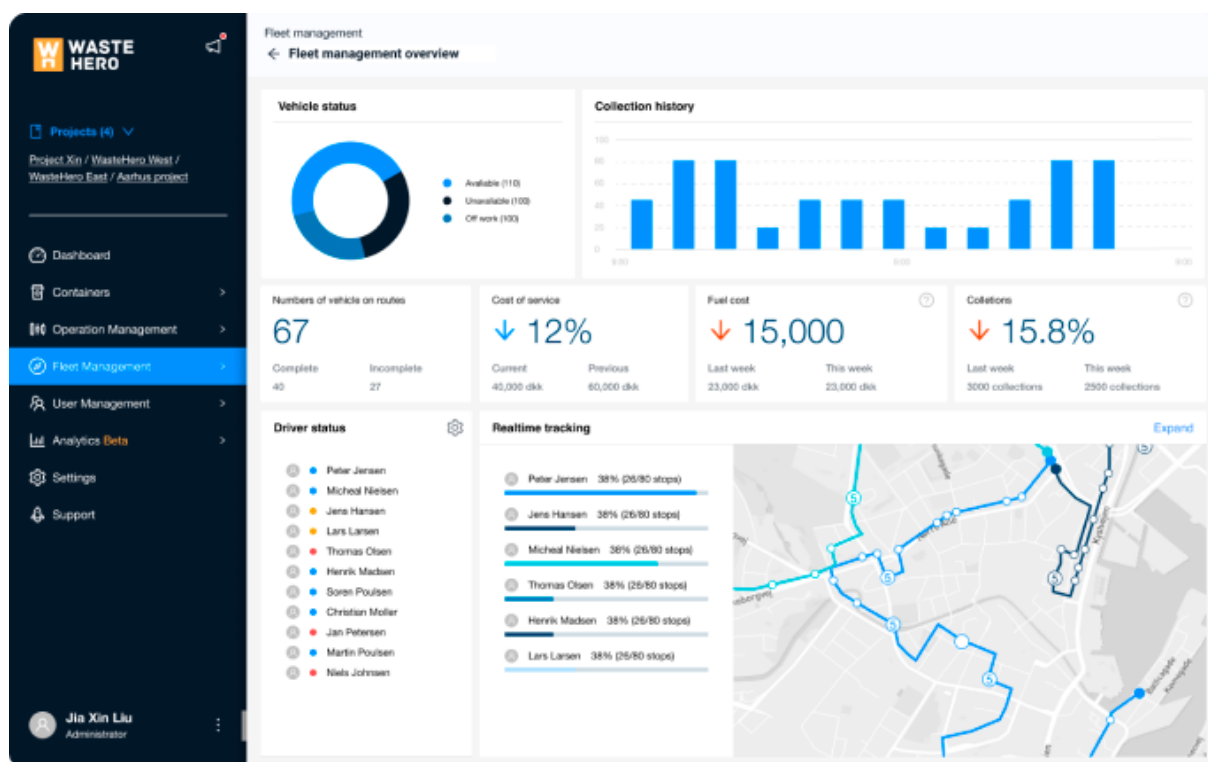 WASTE
HERO
Projects (4)
Project Xin / WasteHero West /
WasteHero East / Aarhus project
Dashboard
Containers
Operation Management
Fleet Management
User Management
Analytics Beta
Settings
Support
Jia Xin Liu
Administrator
Fleet management
Fleet management overview
Vehicle status
Available (110)
Unavailable (100)
Off work (100)
Collection history
100
80
60
40
20
0
8:00
9:00
Numbers of vehicle on routes
67
Complete
Incomplete
40
27
Cost of service
12%
Current
Previous
40,000 dkk
60,000 dkk
Fuel cost
15,000
Last week
This week
23,000 dkk
23,000 dkk
Colletions
15.8%
Last week
This week
3000 collections
2500 collections
Driver status
Peter Jensen
Micheal Nielsen
Jens Hansen
Lars Larsen
Thomas Olsen
Henrik Madsen
Soren Poulsen
Christian Moller
Jan Petersen
Martin Poulsen
Niels Johnsen
Realtime tracking
Expand
Peter Jensen 38% (26/80 stops)
Jens Hansen 38% (26/80 stops)
Micheal Nielsen 38% (26/80 stops)
Thomas Olsen 38% (26/80 stops)
Henrik Madsen 38% (26/80 stops)
Lars Larsen 38% (26/80 stops)
5
5
5
5
5
5